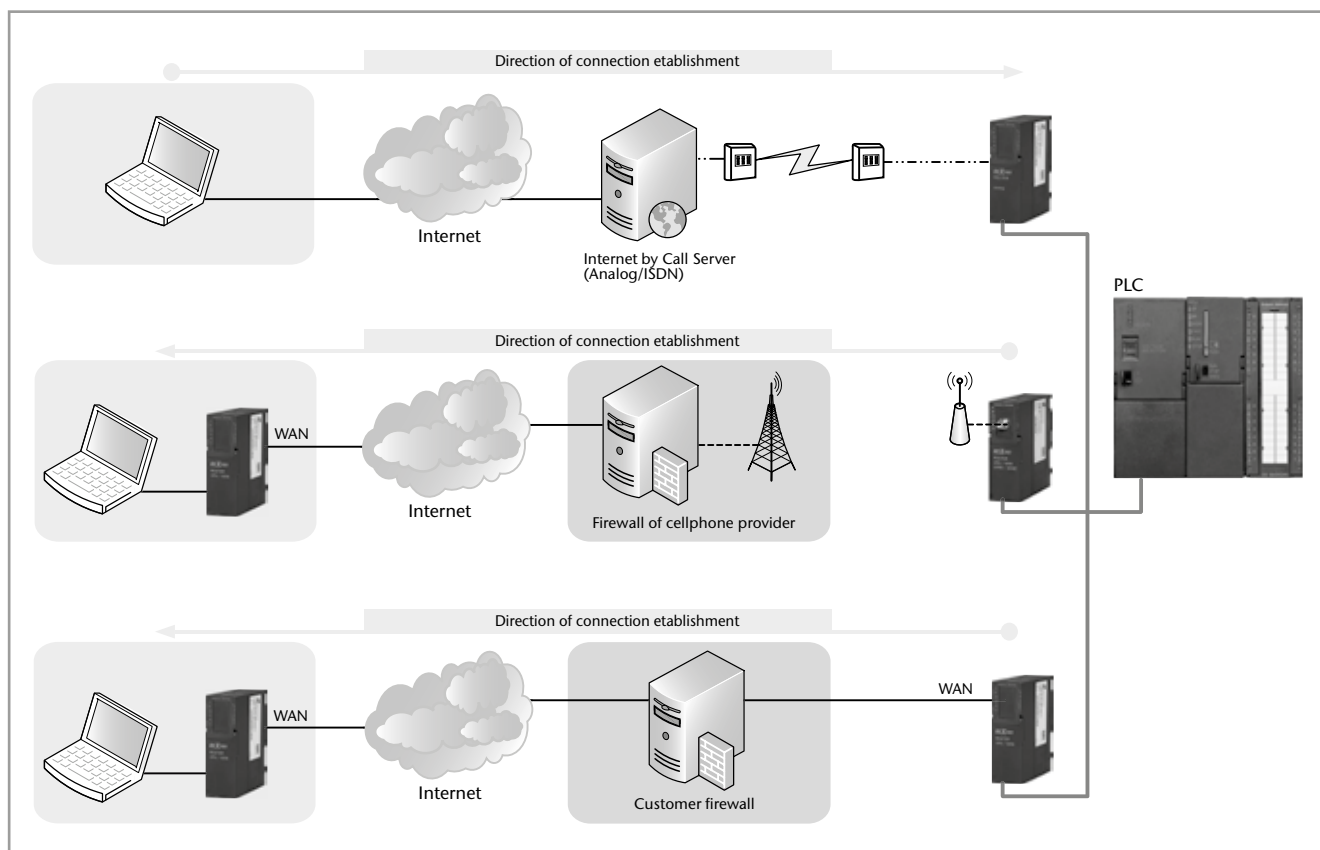 Direction of connection etablishment
Internet
Internet by Call Server
(Analog/ISDN)
PLC
Direction of connection etablishment
WAN
Internet
Firewall of cellphone provider
Direction of connection etablishment
WAN
WAN
Internet
Customer firewall